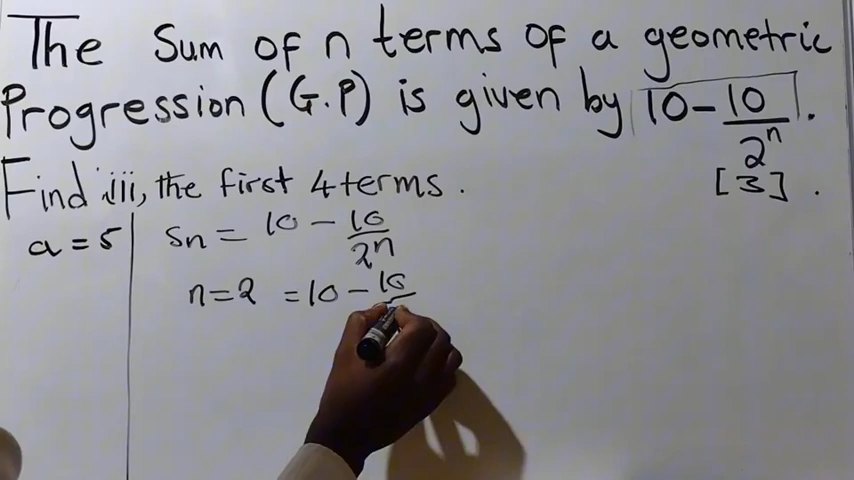 The Sum of n terms of a geometric
Progression (G.P) is given by 10 - 10/2^n.
Find iii, the first 4 terms.
[3].
a = 5
Sn = 10 - 10/2^n
n = 2 = 10 - 10